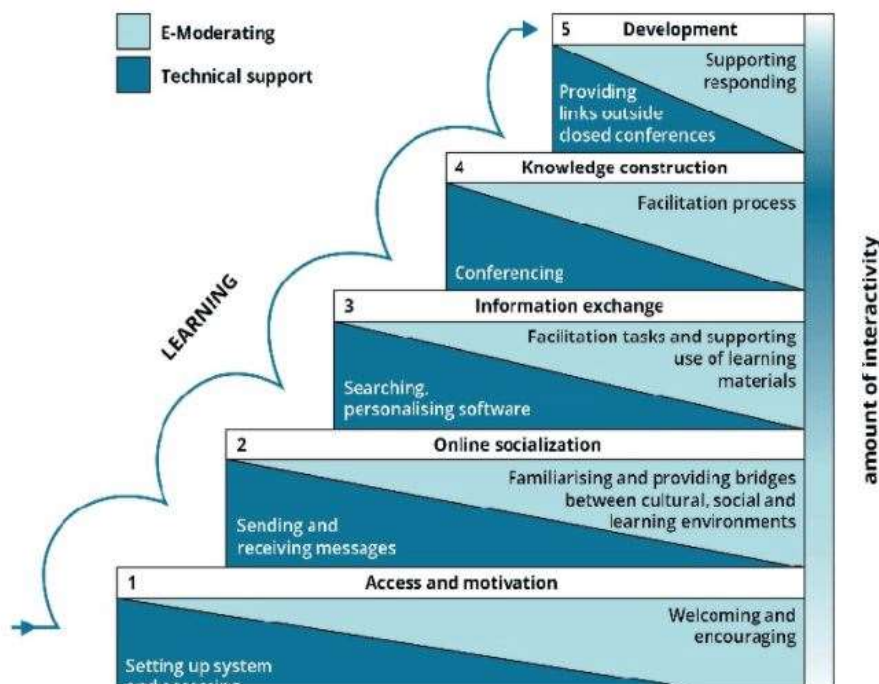 E-Moderating
Technical support
LEARNING
5 Development
Supporting
responding
Providing
links outside
closed conferences
4 Knowledge construction
Facilitation process
Conferencing
3 Information exchange
Facilitation tasks and supporting
use of learning
materials
Searching,
personalising software
2 Online socialization
Familiarising and providing bridges
between cultural, social and
learning environments
Sending and
receiving messages
1 Access and motivation
Welcoming and
encouraging
Setting up system
amount of interactivity